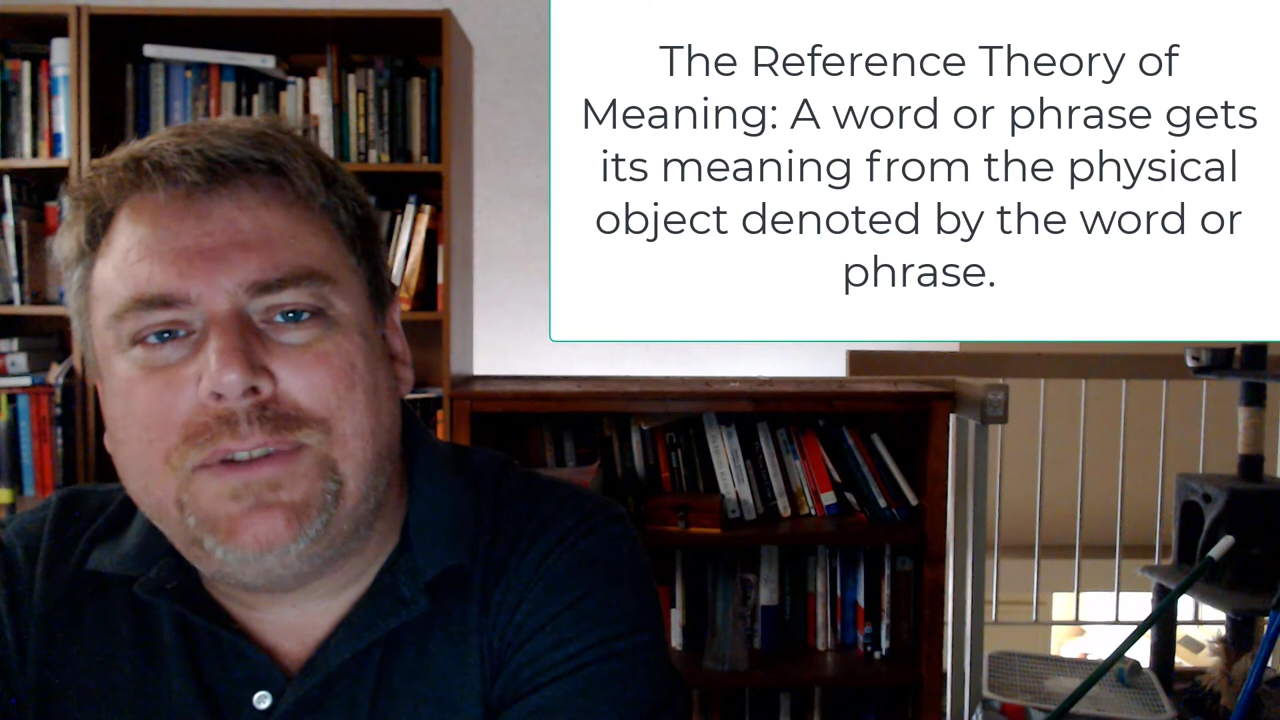 The Reference Theory of
Meaning: A word or phrase gets
its meaning from the physical
object denoted by the word or
phrase.